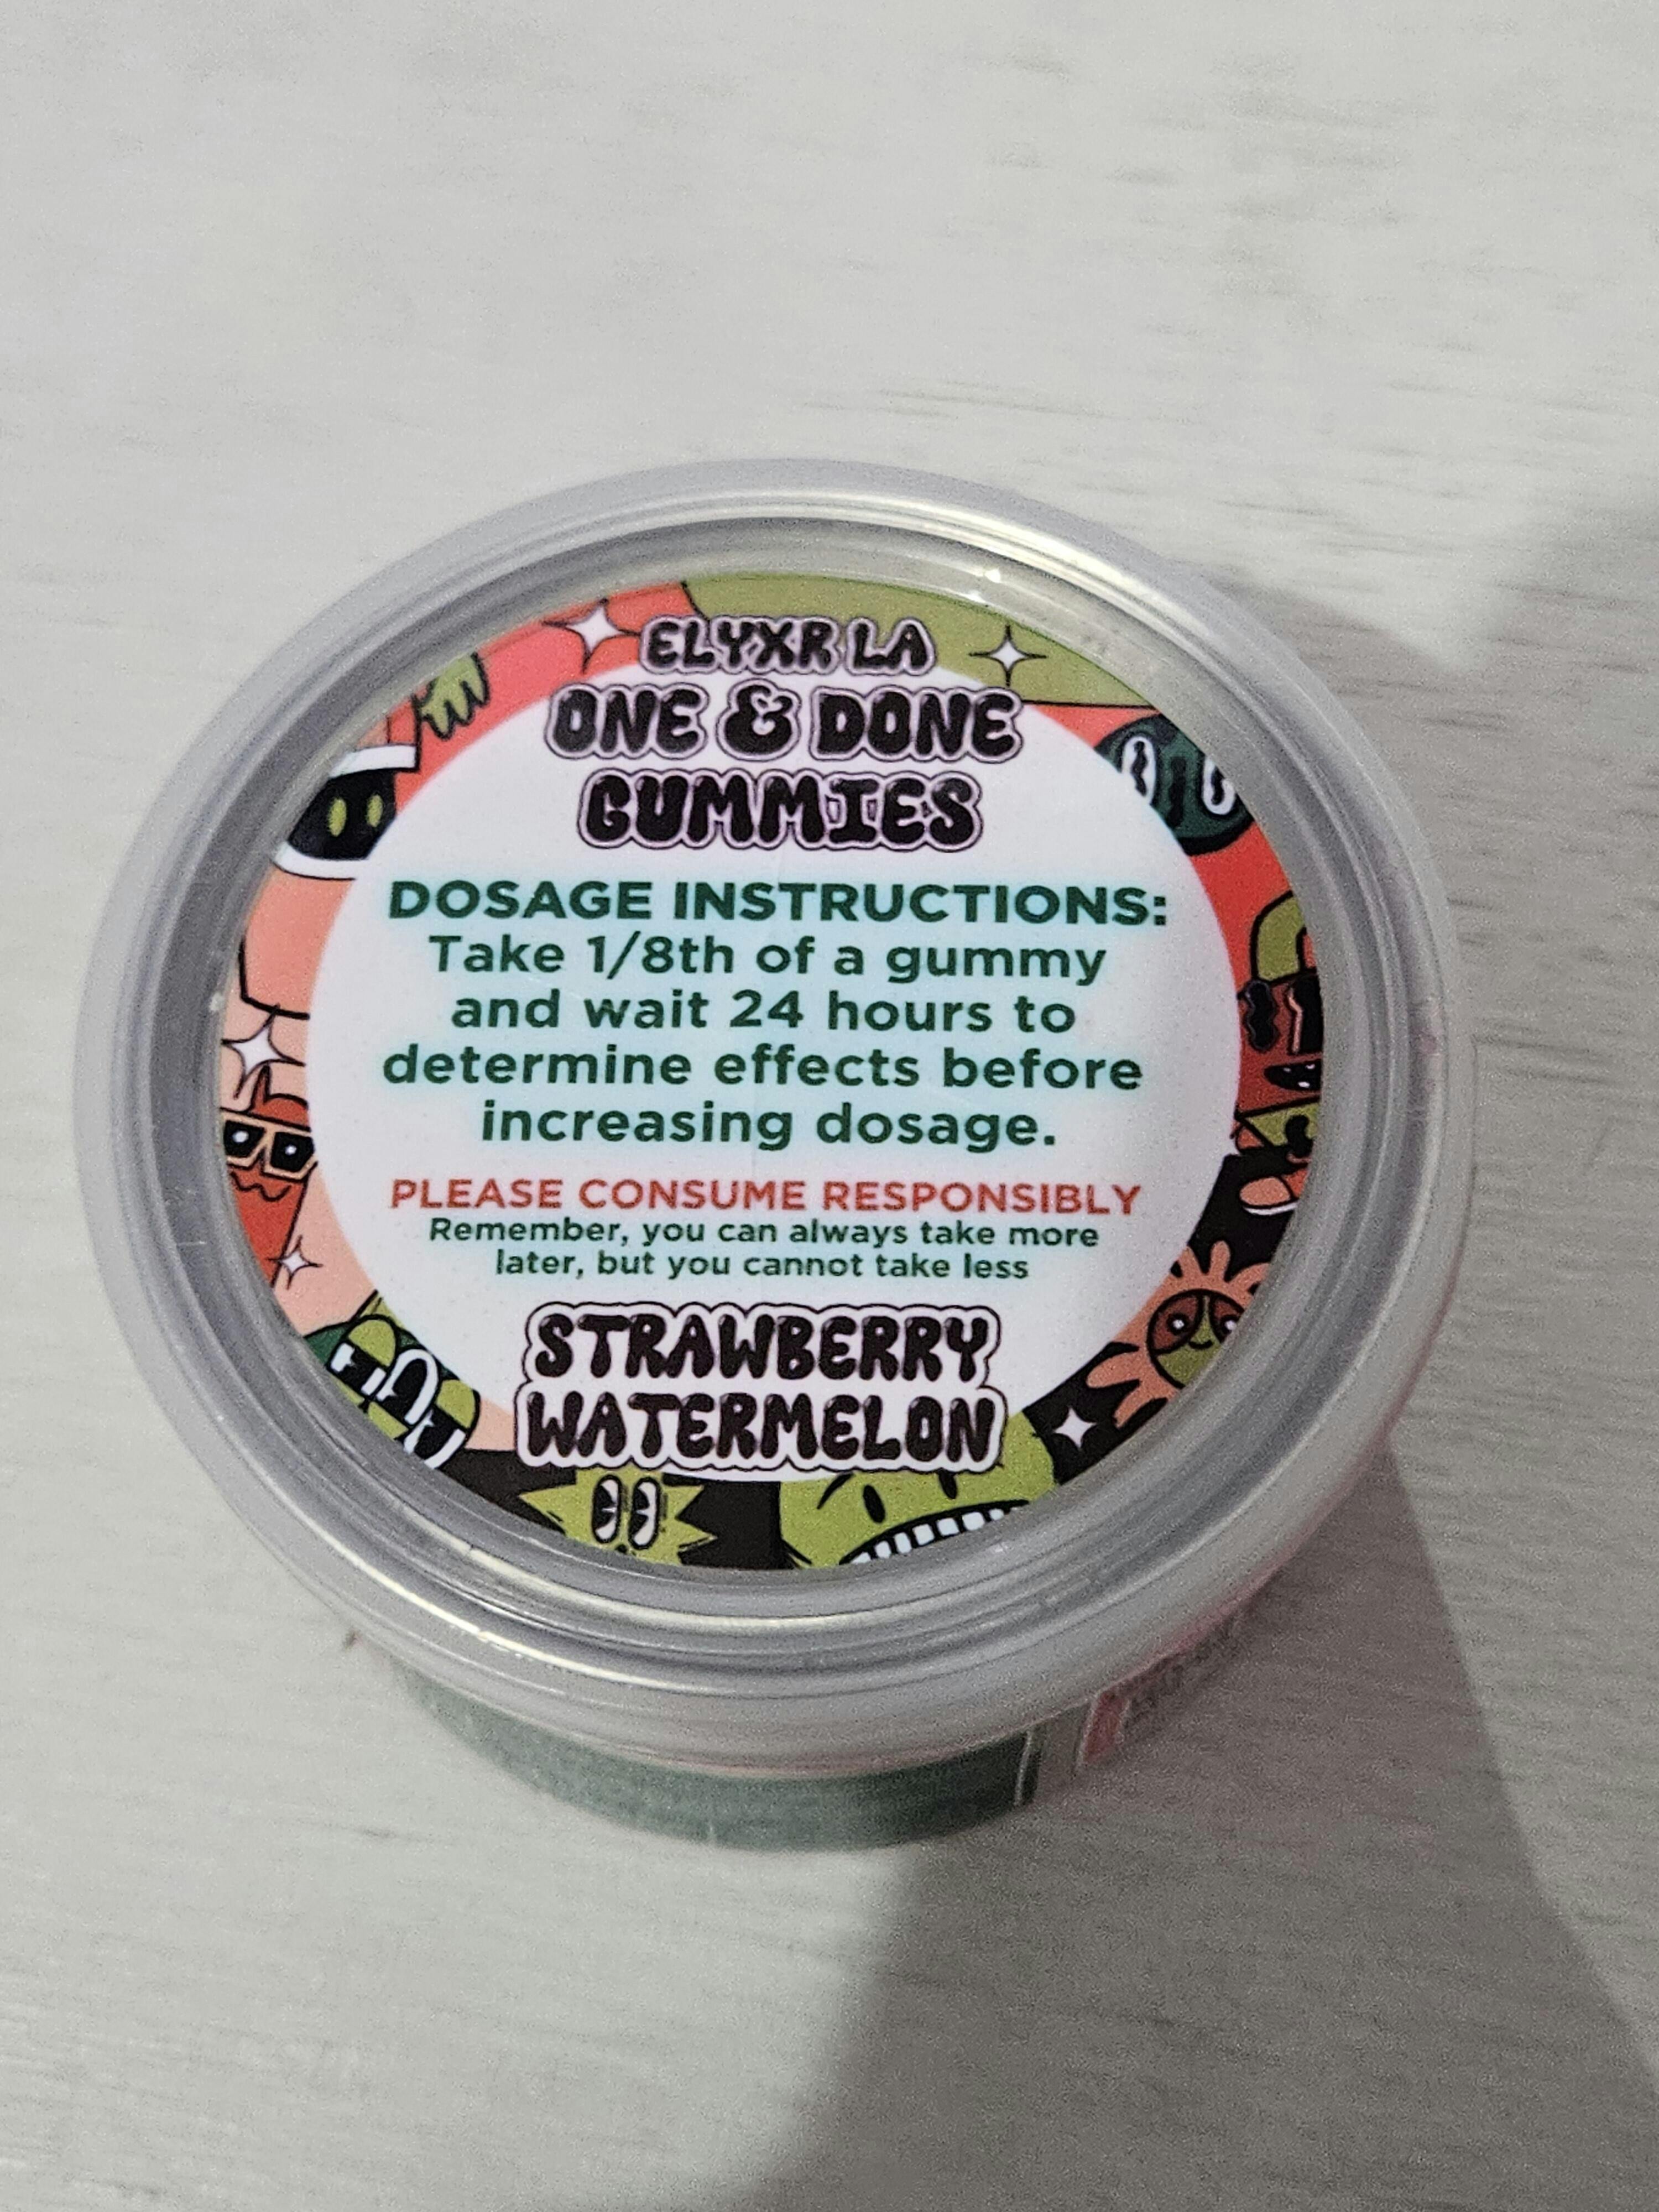 ELYXR LA
ONE & DONE
GUMMIES
DOSAGE INSTRUCTIONS:
Take 1/8th of a gummy
and wait 24 hours to
determine effects before
increasing dosage.
PLEASE CONSUME RESPONSIBLY
Remember, you can always take more
later, but you cannot take less
STRAWBERRY
WATERMELON